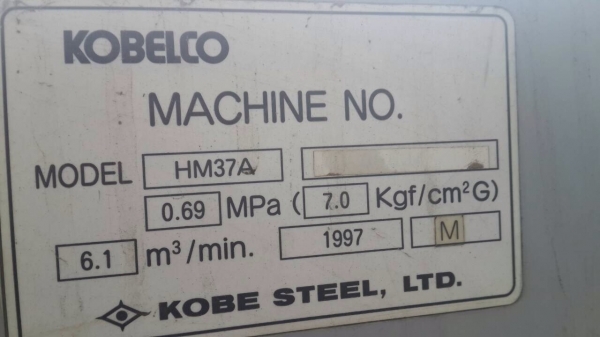 KOBELCO
MACHINE NO.
MODEL HM37A
0.69 MPa ( 7.0 Kgf/cm²G)
6.1 m³/min. 1997 M
KOBE STEEL, LTD.